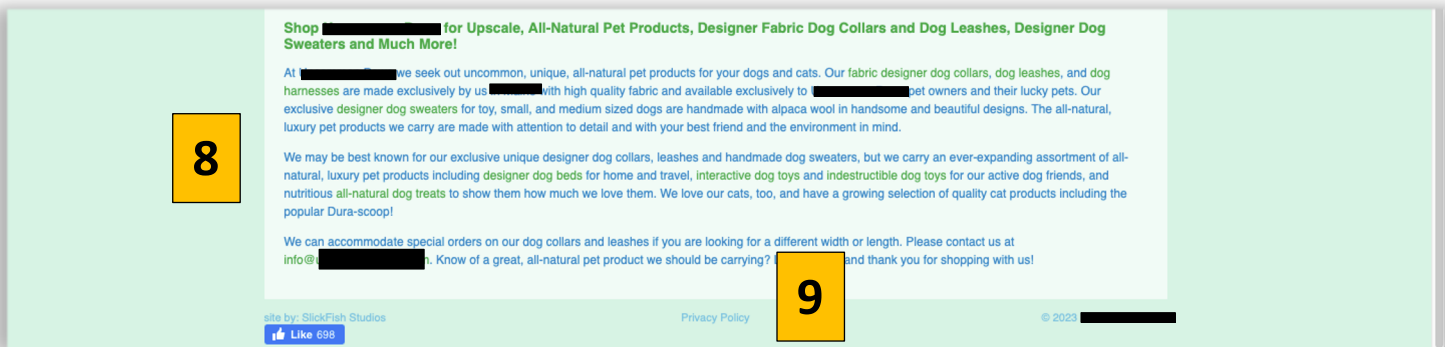 Shop for Upscale, All-Natural Pet Products, Designer Fabric Dog Collars and Dog Leashes, Designer Dog
Sweaters and Much More!
At we seek out uncommon, unique, all-natural pet products for your dogs and cats. Our fabric designer dog collars, dog leashes, and dog
harnesses are made exclusively by us with high quality fabric and available exclusively to pet owners and their lucky pets. Our
exclusive designer dog sweaters for toy, small, and medium sized dogs are handmade with alpaca wool in handsome and beautiful designs. The all-natural,
luxury pet products we carry are made with attention to detail and with your best friend and the environment in mind.
8
We may be best known for our exclusive unique designer dog collars, leashes and handmade dog sweaters, but we carry an ever-expanding assortment of all-
natural, luxury pet products including designer dog beds for home and travel, interactive dog toys and indestructible dog toys for our active dog friends, and
nutritious all-natural dog treats to show them how much we love them. We love our cats, too, and have a growing selection of quality cat products including the
popular Dura-scoop!
We can accommodate special orders on our dog collars and leashes if you are looking for a different width or length. Please contact us at
info@ . Know of a great, all-natural pet product we should be carrying? and thank you for shopping with us!
9
site by: SlickFish Studios Privacy Policy © 2023
Like 698